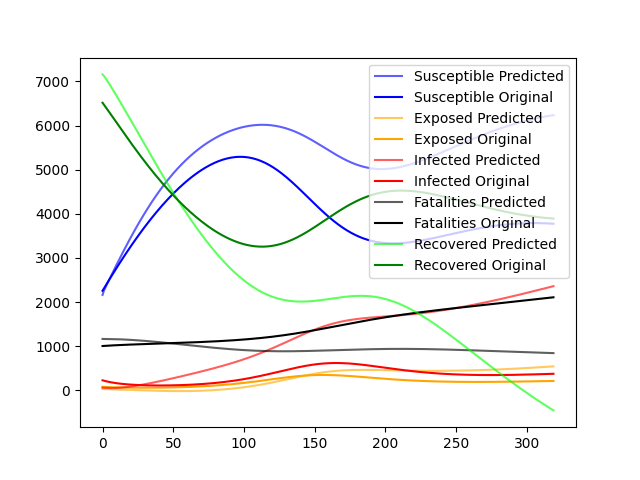 7000
6000
5000
4000
3000
2000
1000
0
0 50 100 150 200 250 300
Susceptible Predicted
Susceptible Original
Exposed Predicted
Exposed Original
Infected Predicted
Infected Original
Fatalities Predicted
Fatalities Original
Recovered Predicted
Recovered Original